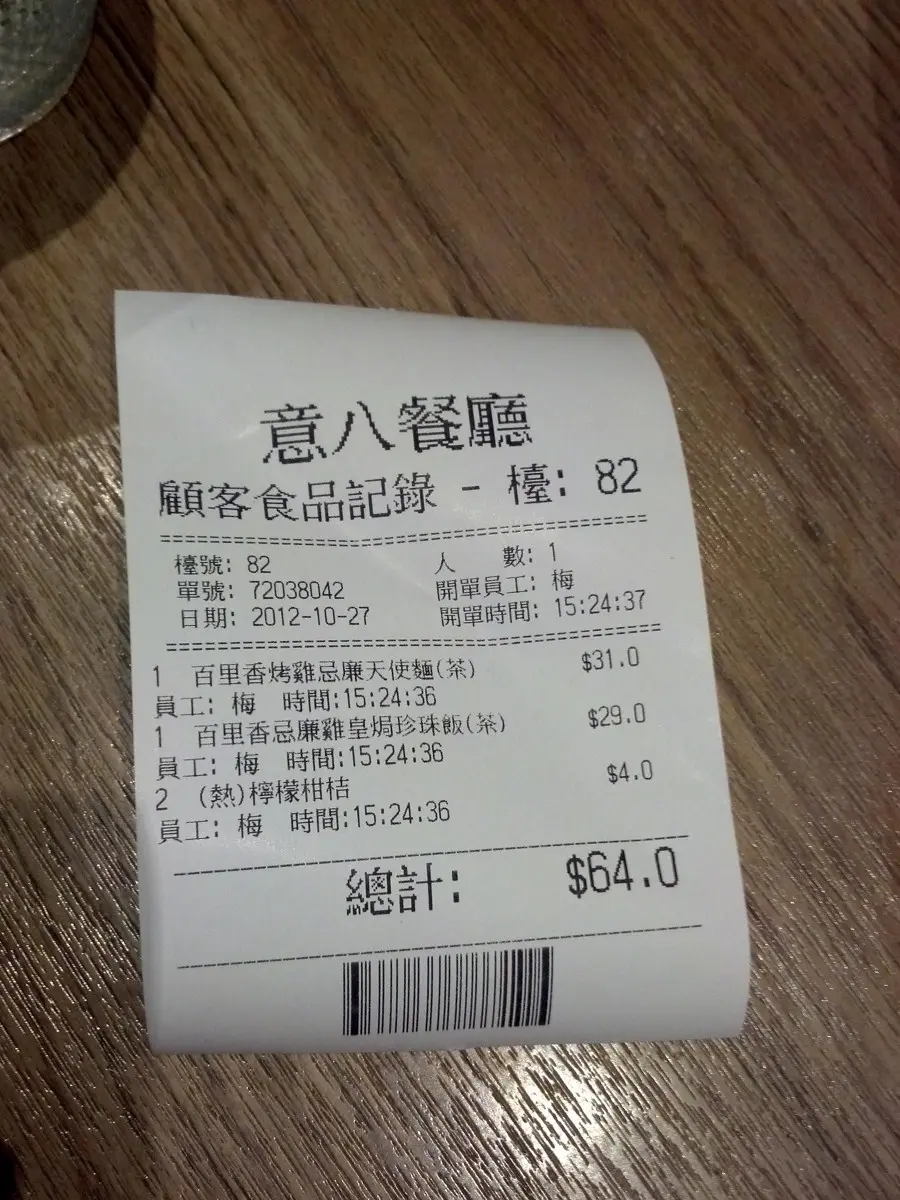 意八餐廳
顧客食品記錄 - 檯: 82
檯號: 82 人 數: 1
單號: 72038042 開單員工: 梅
日期: 2012-10-27 開單時間: 15:24:37
1 百里香烤雞忌廉天使麵(茶) $31.0
員工: 梅 時間:15:24:36
1 百里香忌廉雞皇焗珍珠飯(茶) $29.0
員工: 梅 時間:15:24:36
2 (熱)檸檬柑桔 $4.0
員工: 梅 時間:15:24:36
總計: $64.0